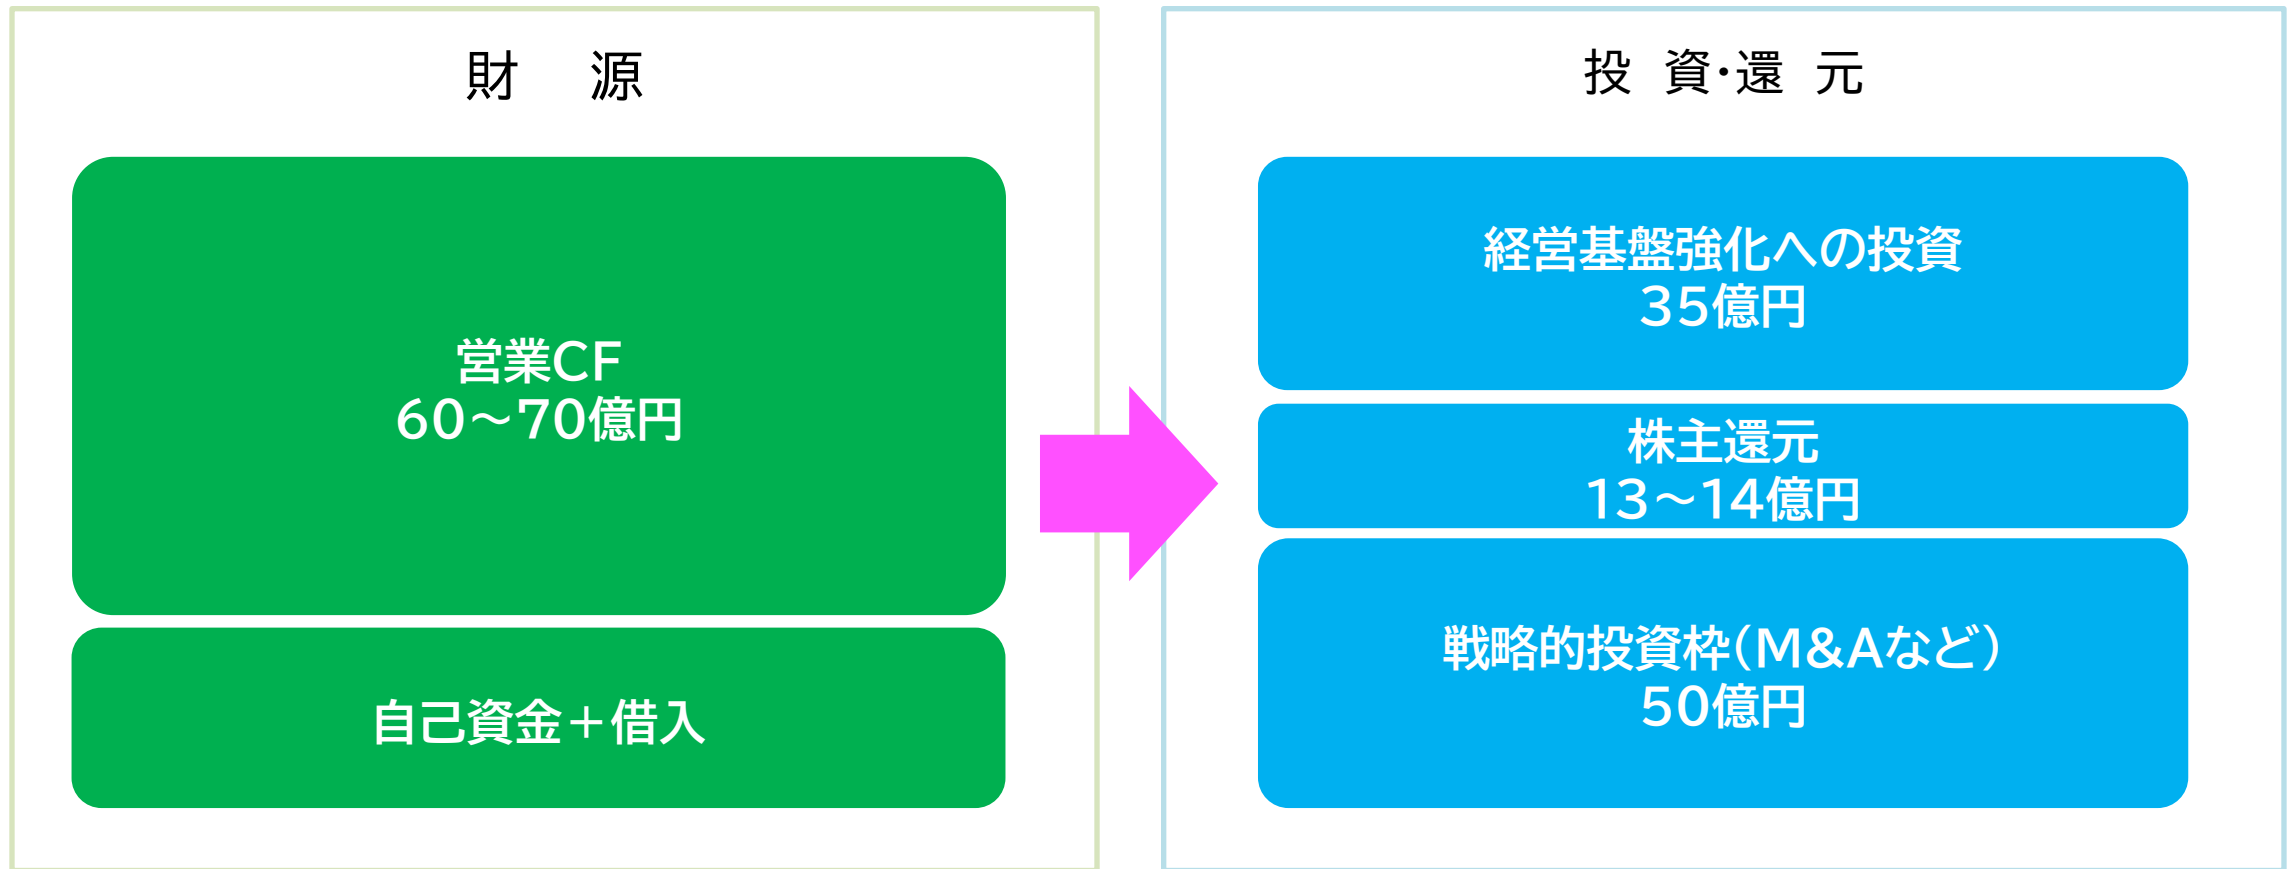 財　源
営業CF
60～70億円
自己資金＋借入
投 資･還 元
経営基盤強化への投資
35億円
株主還元
13～14億円
戦略的投資枠（M&Aなど）
50億円